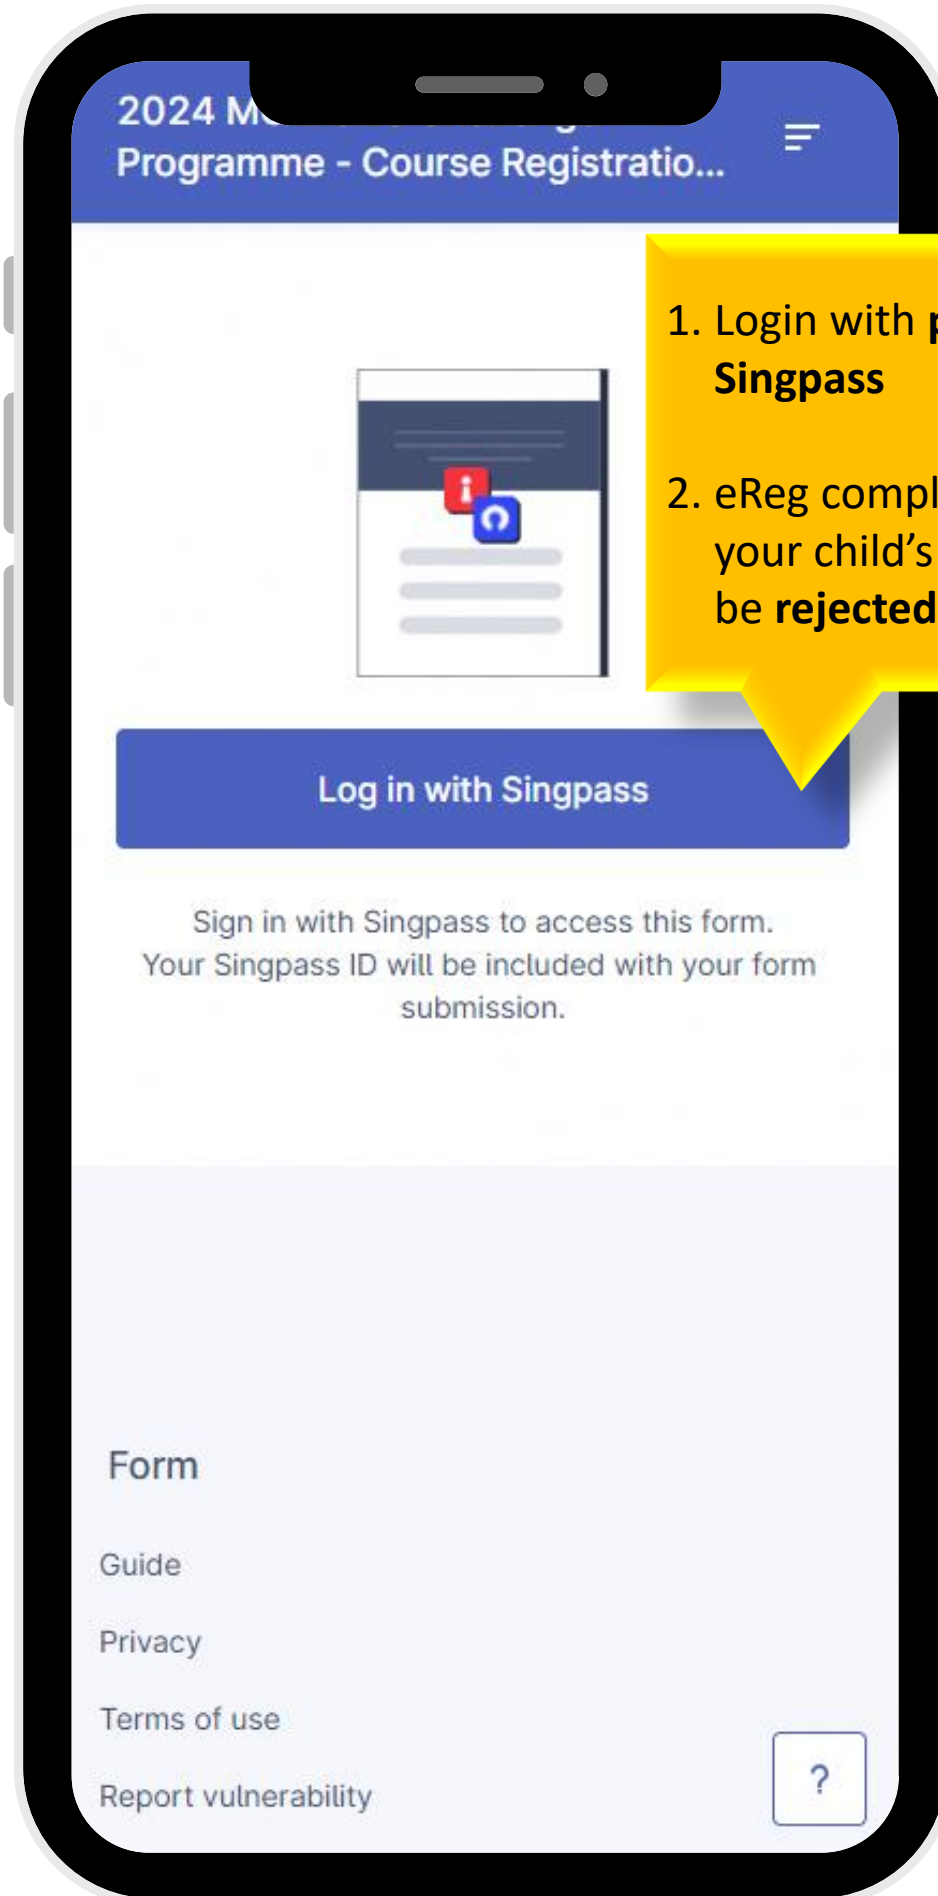 2024
Programme - Course Registratio...
1. Login with
Singpass
2. eReg
your child's
be rejected
Log in with Singpass
Sign in with Singpass to access this form.
Your Singpass ID will be included with your form
submission.
Form
Guide
Privacy
Terms of use
Report vulnerability
?